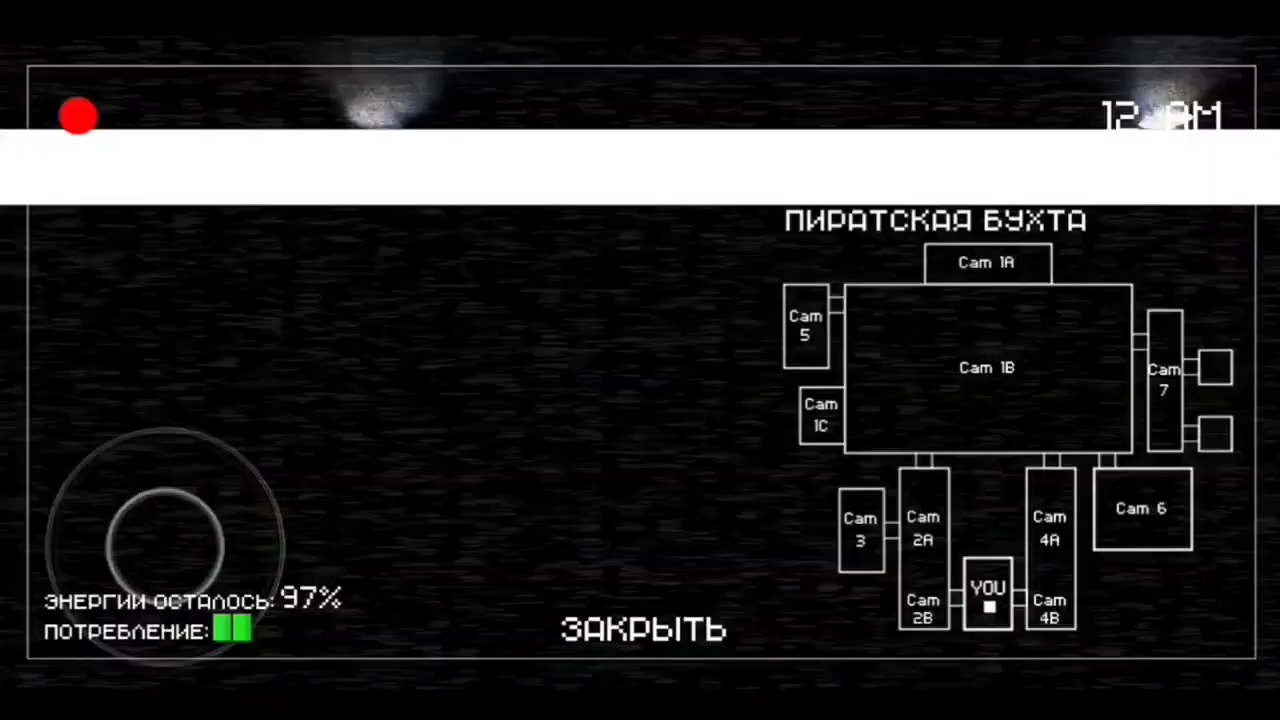 12 AM
ПИРАТСКАЯ БУХТА
Cam 1A
Cam
5
Cam 1B
Cam
7
Cam
1C
Cam
3
Cam
2A
Cam
4A
Cam 6
YOU
Cam
2B
Cam
4B
ЭНЕРГИИ ОСТАЛОСЬ: 97%
ПОТРЕБЛЕНИЕ:
ЗАКРЫТЬ